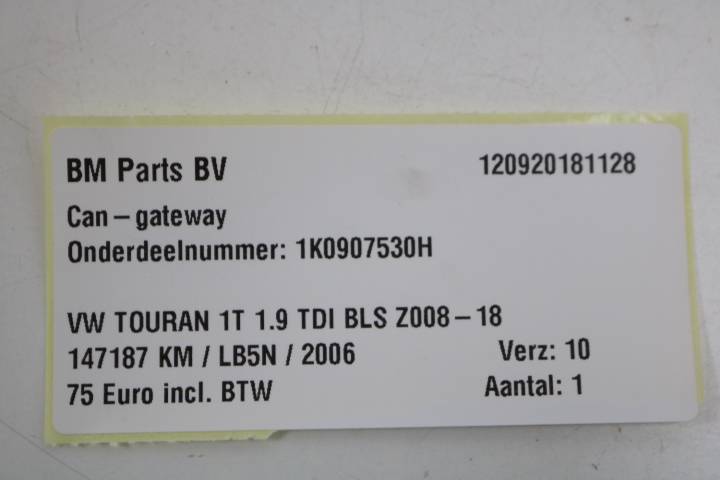 BM Parts BV 120920181128
Can – gateway
Onderdeelnummer: 1K0907530H
VW TOURAN 1T 1.9 TDI BLS Z008 – 18
147187 KM / LB5N / 2006 Verz: 10
75 Euro incl. BTW Aantal: 1